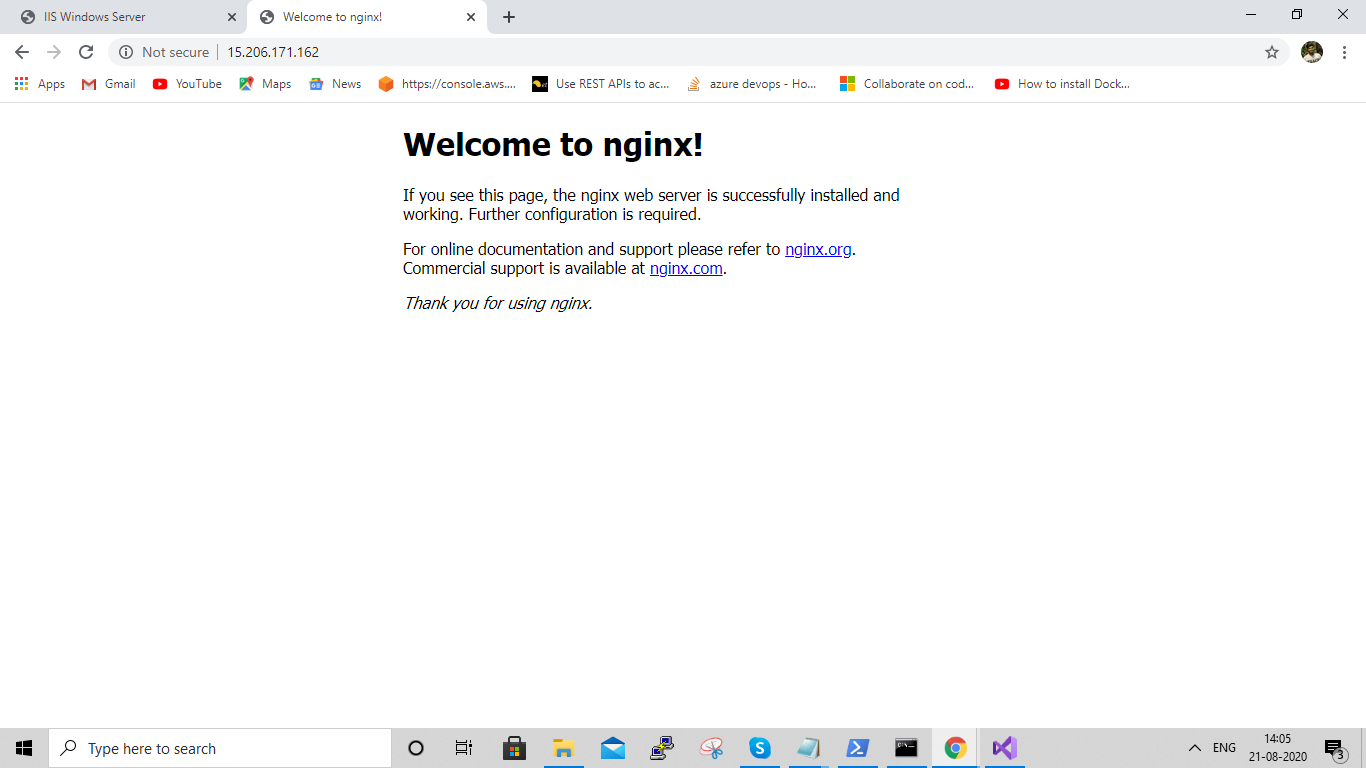 IIS Windows Server
Welcome to nginx!
Not secure
15.206.171.162
Apps
Gmail
YouTube
Maps
News
https://console.aws....
Use REST APIs to ac...
azure devops - Ho...
Collaborate on cod...
How to install Dock...
Welcome to nginx!
If you see this page, the nginx web server is successfully installed and
working. Further configuration is required.
For online documentation and support please refer to nginx.org.
Commercial support is available at nginx.com.
Thank you for using nginx.
Type here to search
ENG
14:05
21-08-2020
3